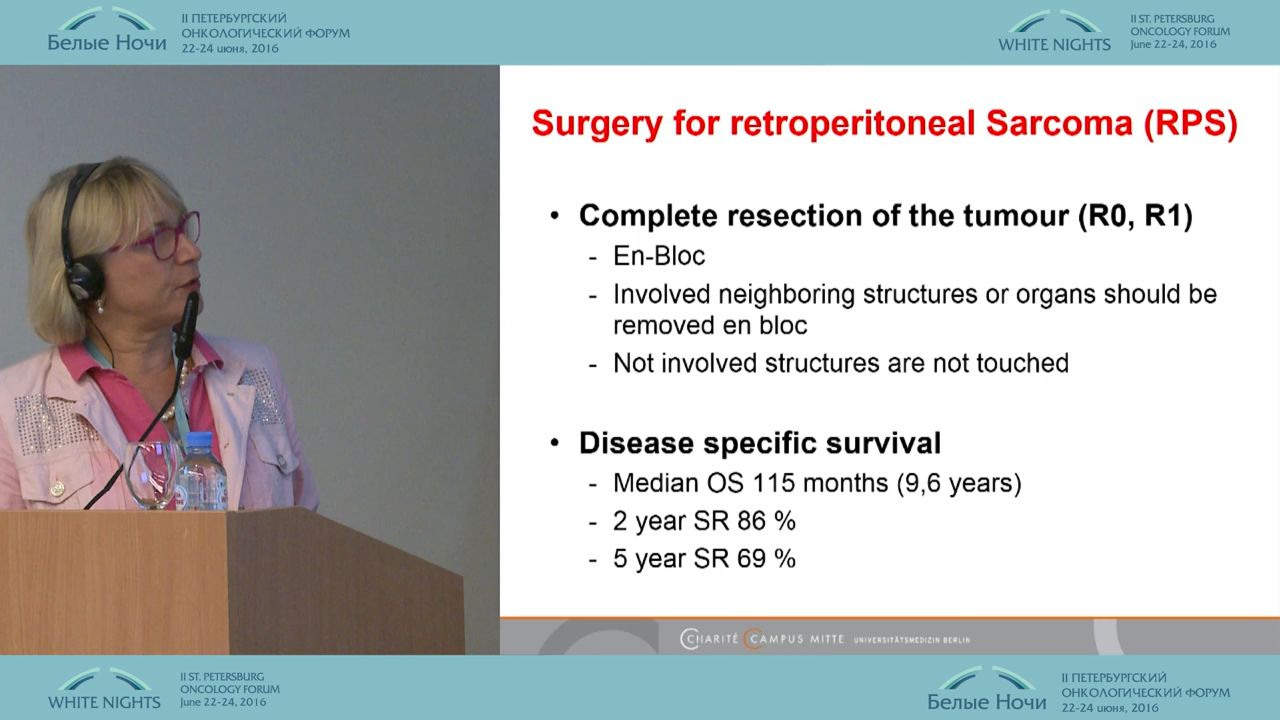 Белые Ночи
II ПЕТЕРБУРГСКИЙ
ОНКОЛОГИЧЕСКИЙ ФОРУМ
22-24 июня, 2016
WHITE NIGHTS
II ST. PETERSBURG
ONCOLOGY FORUM
June 22-24, 2016
Surgery for retroperitoneal Sarcoma (RPS)
• Complete resection of the tumour (R0, R1)
- En-Bloc
- Involved neighboring structures or organs should be
removed en bloc
- Not involved structures are not touched
• Disease specific survival
- Median OS 115 months (9,6 years)
- 2 year SR 86 %
- 5 year SR 69 %
CHARITÉ CAMPUS MITTE UNIVERSITÄTSMEDIZIN BERLIN
WHITE NIGHTS
II ST. PETERSBURG
ONCOLOGY FORUM
June 22-24, 2016
Белые Ночи
II ПЕТЕРБУРГСКИЙ
ОНКОЛОГИЧЕСКИЙ ФОРУМ
22-24 июня, 2016